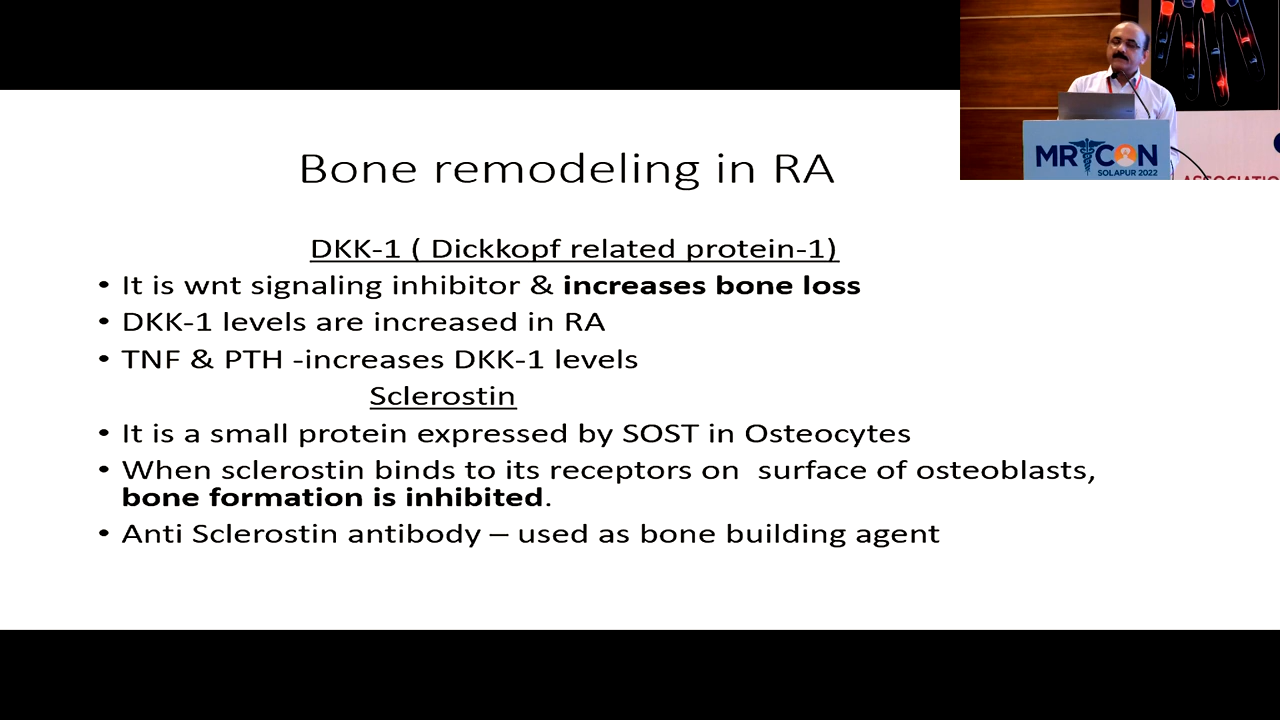 Bone remodeling in RA
DKK-1 ( Dickkopf related protein-1)
• It is wnt signaling inhibitor & increases bone loss
• DKK-1 levels are increased in RA
• TNF & PTH -increases DKK-1 levels
Sclerostin
• It is a small protein expressed by SOST in Osteocytes
• When sclerostin binds to its receptors on  surface of osteoblasts,
bone formation is inhibited.
• Anti Sclerostin antibody – used as bone building agent
MRCON
SOLAPUR 2022